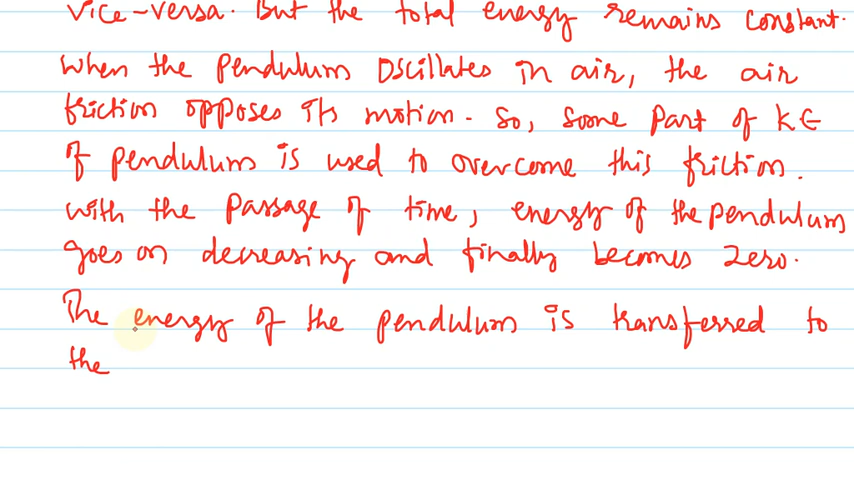 vice-versa. But the total energy remains constant.
When the pendulum oscillates in air, the air
friction opposes its motion. So, some part of KE
of pendulum is used to overcome this friction.
With the passage of time, energy of the pendulum
goes on decreasing and finally becomes zero.
The energy of the pendulum is transferred to
the